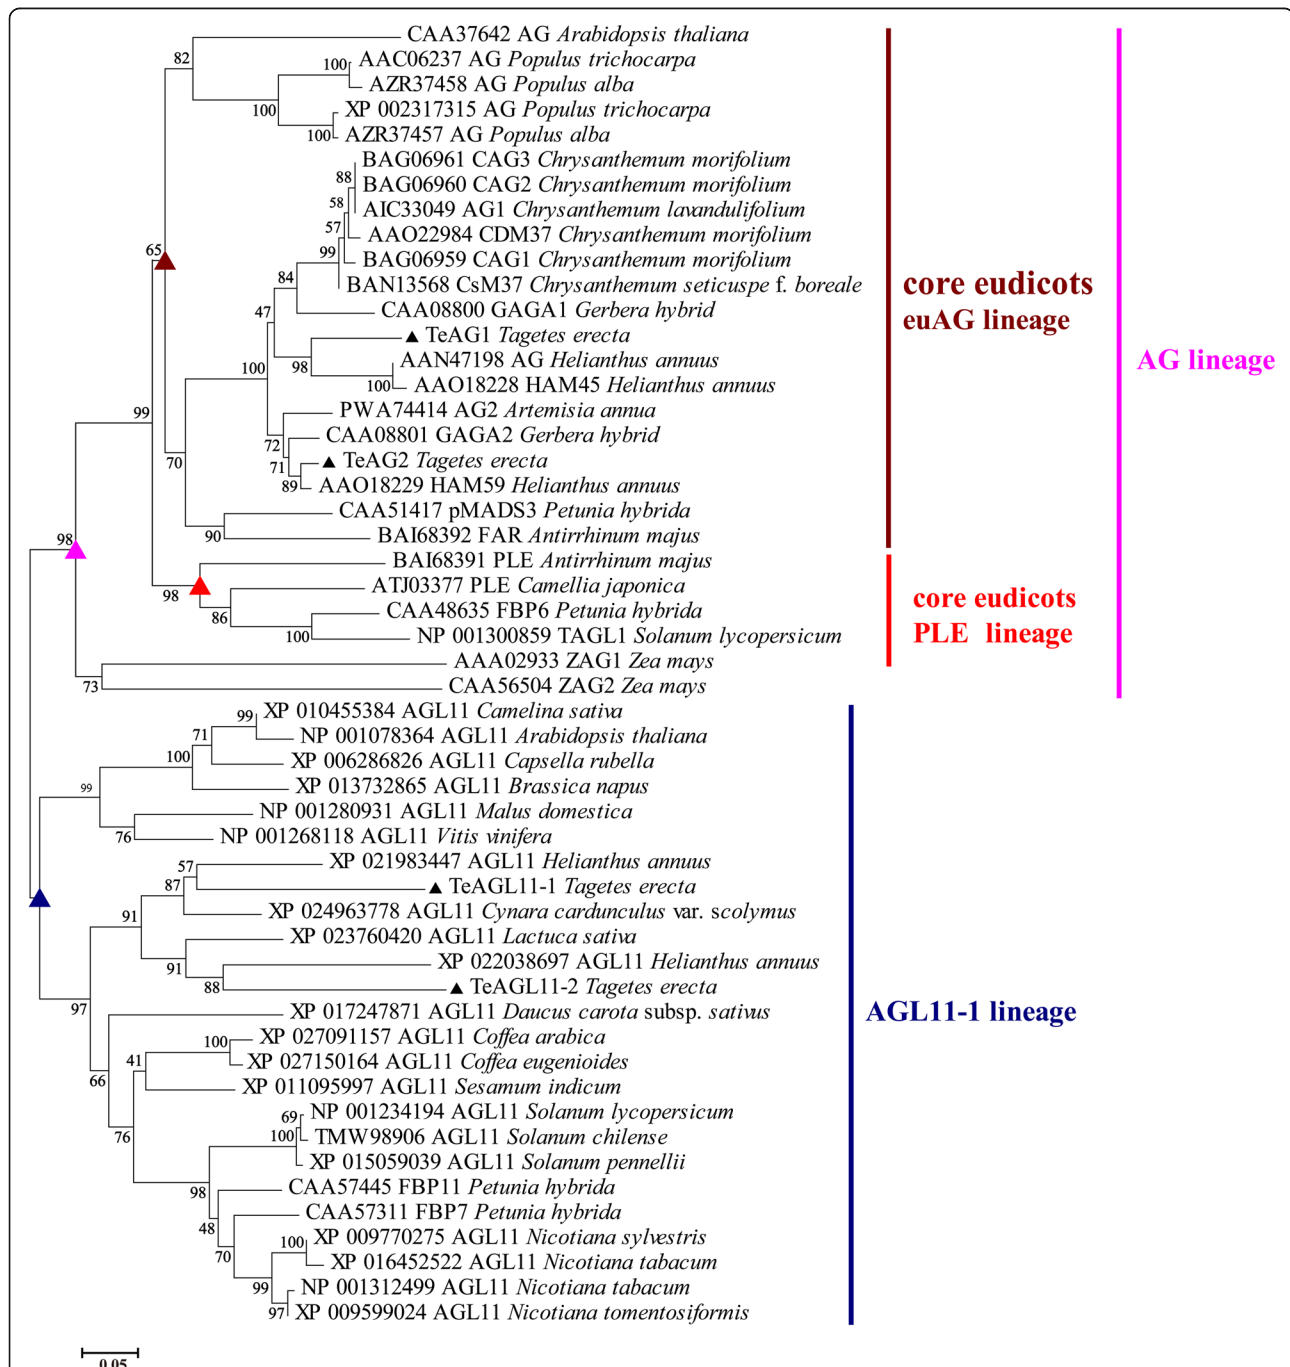 CAA37642 AG Arabidopsis thaliana
82
AAC06237 AG Populus trichocarpa
100
AZR37458 AG Populus alba
100
XP 002317315 AG Populus trichocarpa
100
AZR37457 AG Populus alba
BAG06961 CAG3 Chrysanthemum morifolium
88
BAG06960 CAG2 Chrysanthemum morifolium
58
AIC33049 AG1 Chrysanthemum lavandulifolium
57
AAO22984 CDM37 Chrysanthemum morifolium
65
99
BAG06959 CAG1 Chrysanthemum morifolium
84
BAN13568 CsM37 Chrysanthemum seticuspe f. boreale
core eudicots
euAG lineage
47
CAA08800 GAGA1 Gerbera hybrid
TeAG1 Tagetes erecta
98
AAN47198 AG Helianthus annuus
AG lineage
100
100
AAO18228 HAM45 Helianthus annuus
99
PWA74414 AG2 Artemisia annua
72
CAA08801 GAGA2 Gerbera hybrid
70
71
TeAG2 Tagetes erecta
89
AAO18229 HAM59 Helianthus annuus
CAA51417 pMADS3 Petunia hybrida
90
BAI68392 FAR Antirrhinum majus
98
BAI68391 PLE Antirrhinum majus
98
ATJ03377 PLE Camellia japonica
86
CAA48635 FBP6 Petunia hybrida
core eudicots
PLE lineage
100
NP 001300859 TAGL1 Solanum lycopersicum
AAA02933 ZAG1 Zea mays
73
CAA56504 ZAG2 Zea mays
99
XP 010455384 AGL11 Camelina sativa
71
NP 001078364 AGL11 Arabidopsis thaliana
100
XP 006286826 AGL11 Capsella rubella
99
XP 013732865 AGL11 Brassica napus
NP 001280931 AGL11 Malus domestica
76
NP 001268118 AGL11 Vitis vinifera
57
XP 021983447 AGL11 Helianthus annuus
87
TeAGL11-1 Tagetes erecta
91
XP 024963778 AGL11 Cynara cardunculus var. scolymus
XP 023760420 AGL11 Lactuca sativa
91
XP 022038697 AGL11 Helianthus annuus
88
TeAGL11-2 Tagetes erecta
97
XP 017247871 AGL11 Daucus carota subsp. sativus
AGL11-1 lineage
100
XP 027091157 AGL11 Coffea arabica
41
XP 027150164 AGL11 Coffea eugenioides
66
XP 011095997 AGL11 Sesamum indicum
69
NP 001234194 AGL11 Solanum lycopersicum
76
100
TMW98906 AGL11 Solanum chilense
XP 015059039 AGL11 Solanum pennellii
98
CAA57445 FBP11 Petunia hybrida
48
CAA57311 FBP7 Petunia hybrida
70
100
XP 009770275 AGL11 Nicotiana sylvestris
XP 016452522 AGL11 Nicotiana tabacum
99
NP 001312499 AGL11 Nicotiana tabacum
97
XP 009599024 AGL11 Nicotiana tomentosiformis
0.05